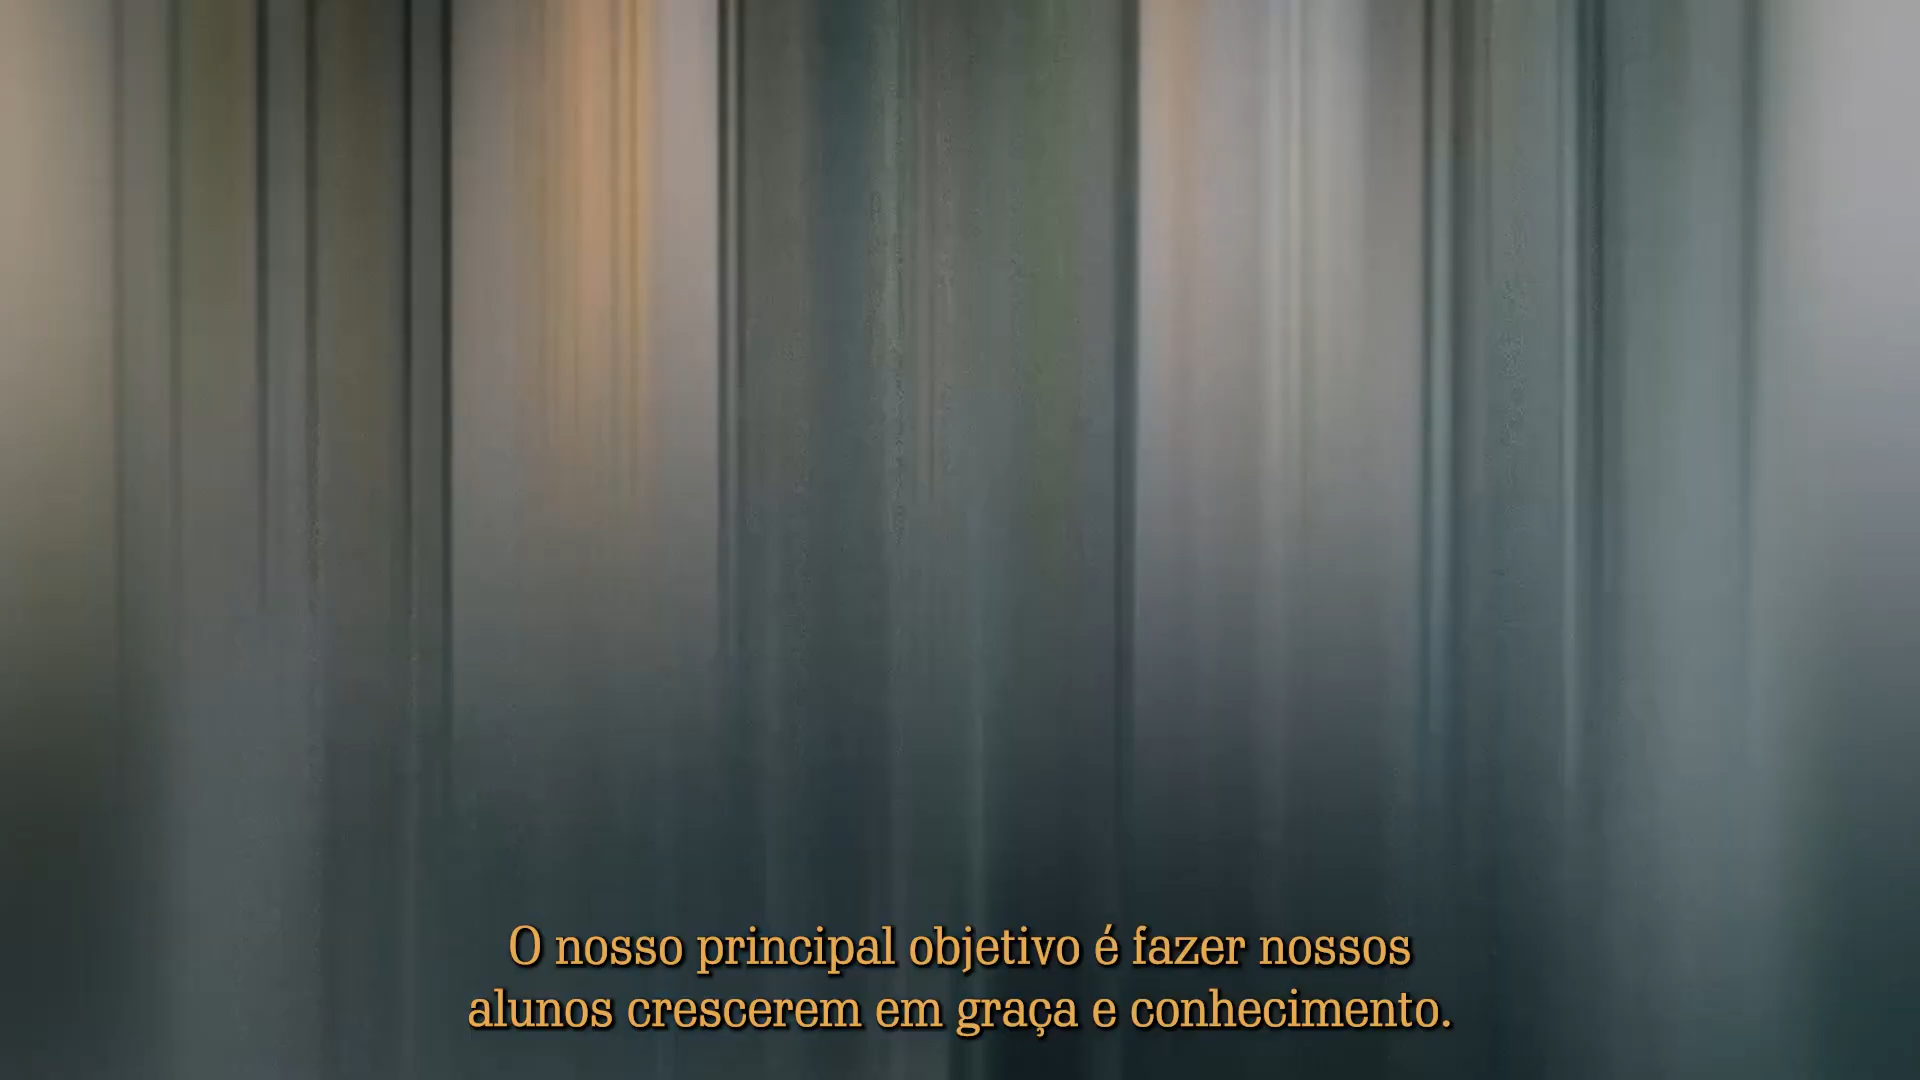 O nosso principal objetivo é fazer nossos
alunos crescerem em graça e conhecimento.